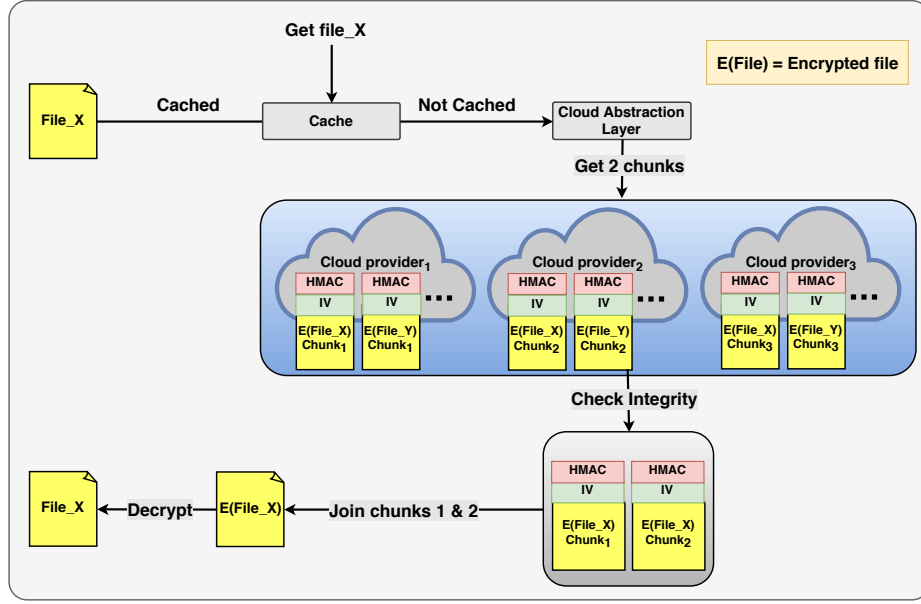 Get file_X
E(File) = Encrypted file
File_X
Cached
Cache
Not Cached
Cloud Abstraction
Layer
Get 2 chunks
Cloud provider₁
HMAC
IV
E(File_X)
Chunk₁
HMAC
IV
E(File_Y)
Chunk₁
...
Cloud provider₂
HMAC
IV
E(File_X)
Chunk₂
HMAC
IV
E(File_Y)
Chunk₂
...
Cloud provider₃
HMAC
IV
E(File_X)
Chunk₃
HMAC
IV
E(File_Y)
Chunk₃
...
Check Integrity
HMAC
IV
E(File_X)
Chunk₁
HMAC
IV
E(File_X)
Chunk₂
Join chunks 1 & 2
E(File_X)
Decrypt
File_X